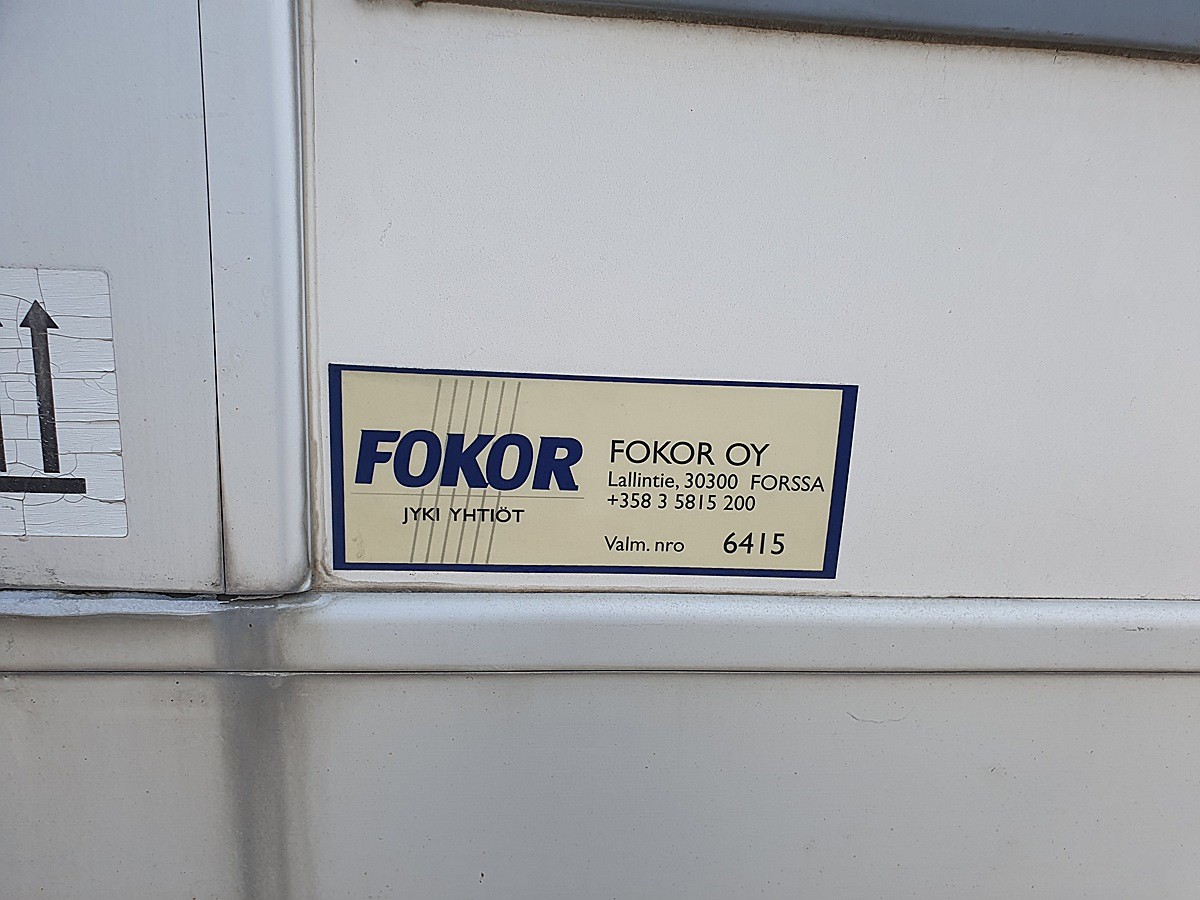 FOKOR
JYKI YHTIÖT
FOKOR OY
Lallintie, 30300 FORSSA
+358 3 5815 200
Valm. nro 6415